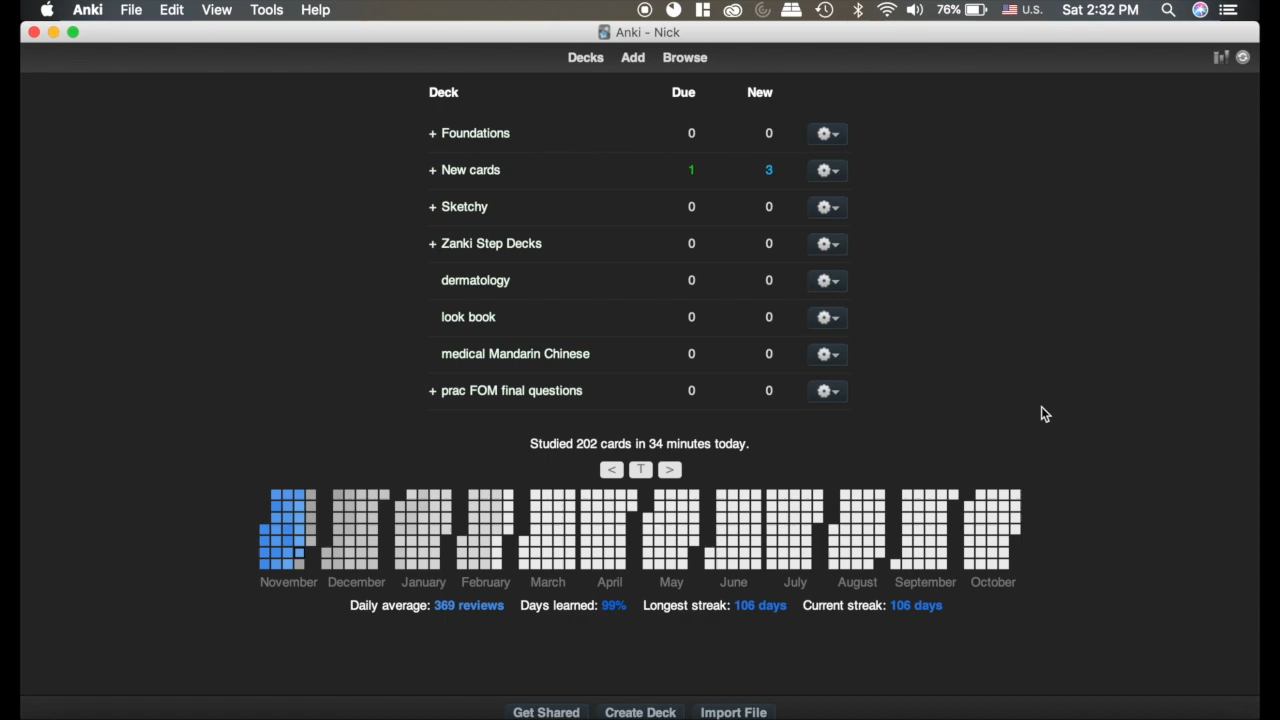 Anki File Edit View Tools Help 76% U.S. Sat 2:32 PM
Anki - Nick
Decks Add Browse
Deck Due New
+ Foundations 0 0
+ New cards 1 3
+ Sketchy 0 0
+ Zanki Step Decks 0 0
dermatology 0 0
look book 0 0
medical Mandarin Chinese 0 0
+ prac FOM final questions 0 0
Studied 202 cards in 34 minutes today.
< T >
November December January February March April May June July August September October
Daily average: 369 reviews Days learned: 99% Longest streak: 106 days Current streak: 106 days
Get Shared Create Deck Import File